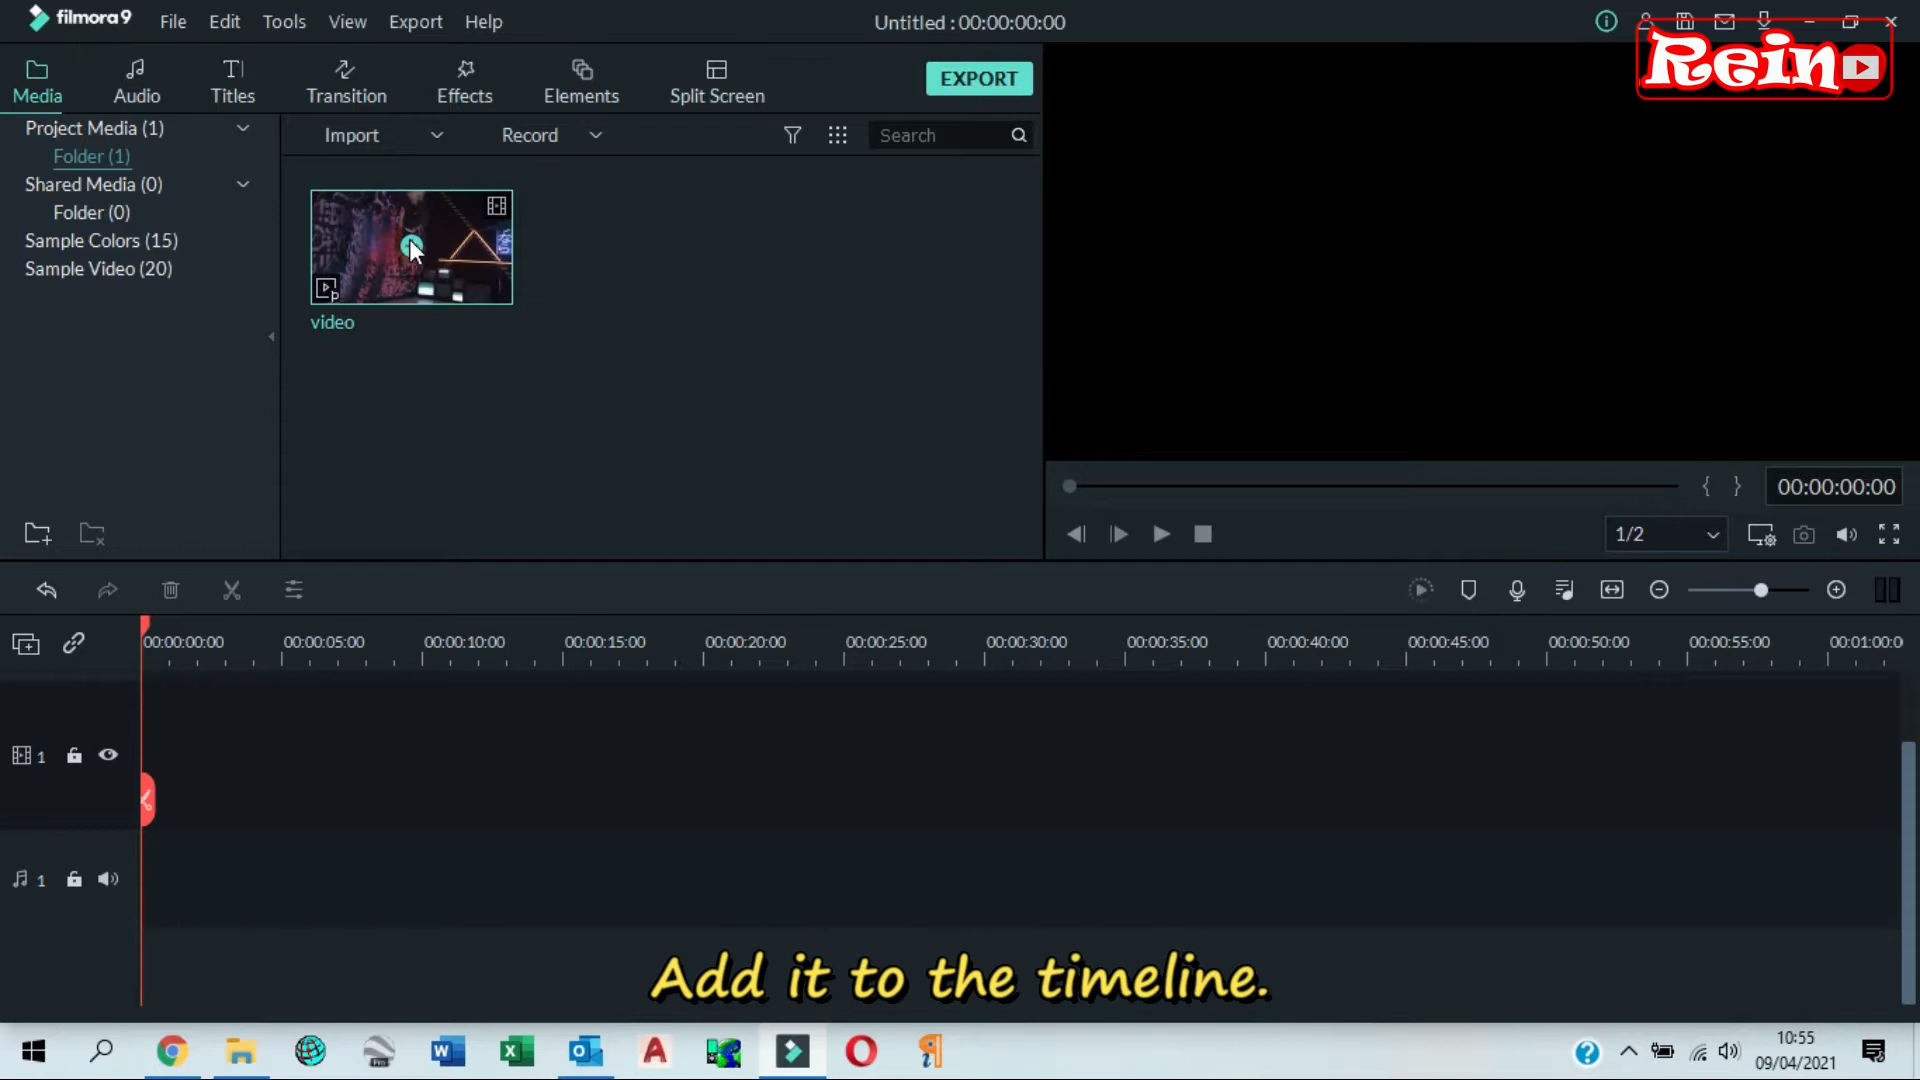 filmora9 File Edit Tools View Export Help Untitled : 00:00:00:00
Rein
Media Audio Titles Transition Effects Elements Split Screen EXPORT
Project Media (1) Import Record Search
Folder (1)
Shared Media (0)
Folder (0)
Sample Colors (15)
Sample Video (20)
video
00:00:00:00
1/2
00:00:00:00 00:00:05:00 00:00:10:00 00:00:15:00 00:00:20:00 00:00:25:00 00:00:30:00 00:00:35:00 00:00:40:00 00:00:45:00 00:00:50:00 00:00:55:00 00:01:00:0
1
1
Add it to the timeline.
10:55
09/04/2021